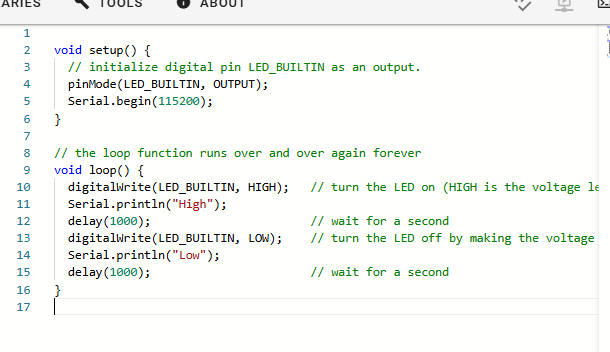 ARIES TOOLS ABOUT
1
2 void setup() {
3 // initialize digital pin LED_BUILTIN as an output.
4 pinMode(LED_BUILTIN, OUTPUT);
5 Serial.begin(115200);
6 }
7
8 // the loop function runs over and over again forever
9 void loop() {
10 digitalWrite(LED_BUILTIN, HIGH); // turn the LED on (HIGH is the voltage le
11 Serial.println("High");
12 delay(1000); // wait for a second
13 digitalWrite(LED_BUILTIN, LOW); // turn the LED off by making the voltage
14 Serial.println("Low");
15 delay(1000); // wait for a second
16 }
17